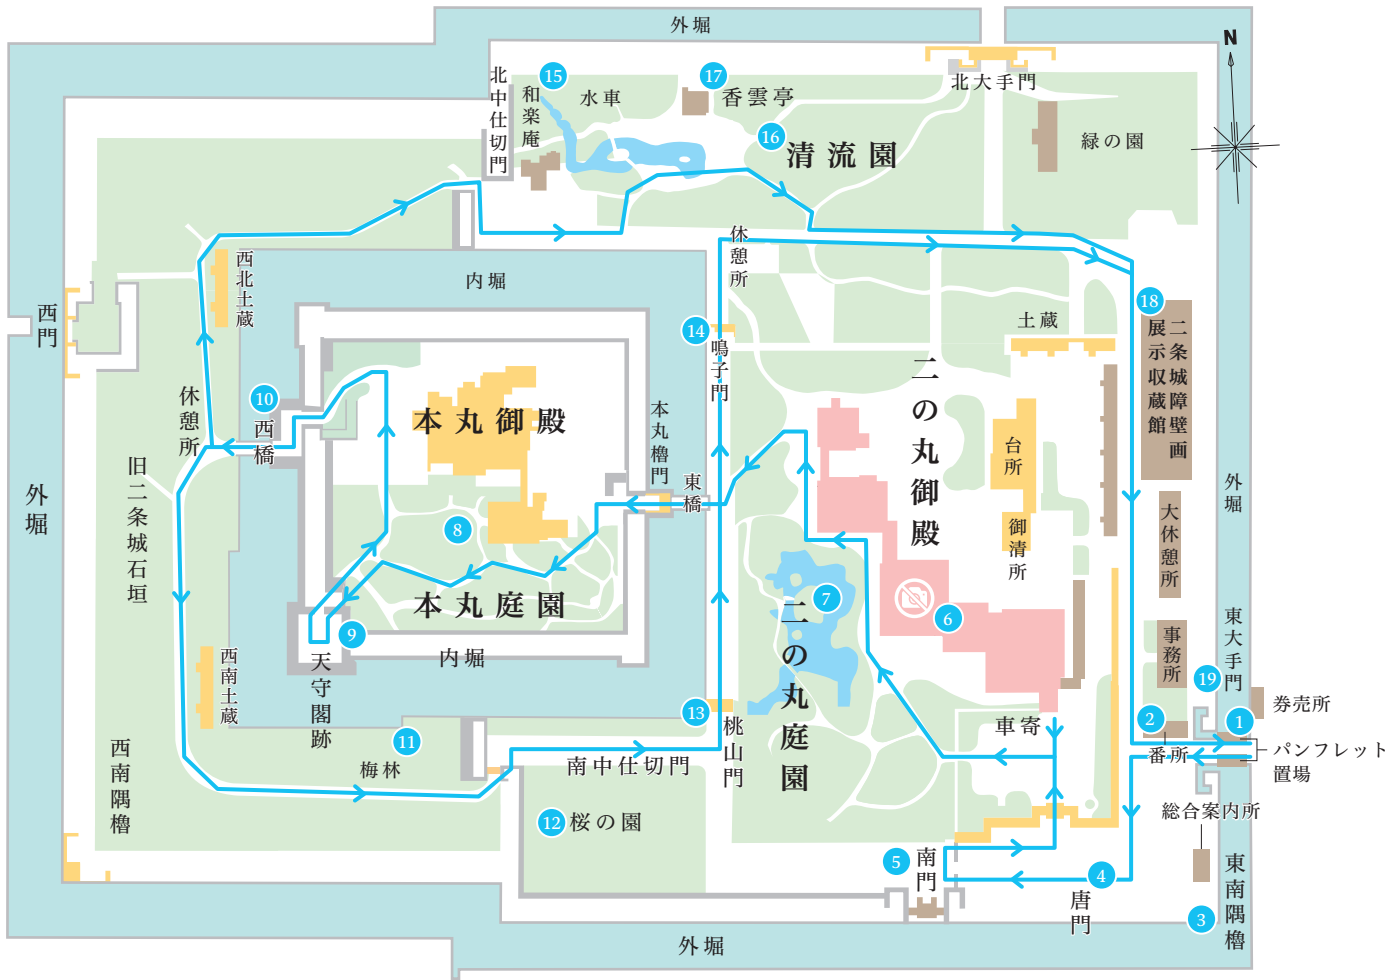 外堀
N
北大手門
北中仕切門
15
和楽庵
水車
17
香雲亭
16
清流園
緑の園
休憩所
西北土蔵
内堀
西門
18
二条城障壁画
展示収蔵館
土蔵
14
鳴子門
二の丸御殿
10
西橋
休憩所
本丸御殿
本丸櫓門
東橋
台所
御清所
旧二条城石垣
外堀
外堀
大休憩所
8
本丸庭園
7
二の丸庭園
6
9
天守閣跡
内堀
事務所
東大手門
19
西南土蔵
13
桃山門
車寄
2
番所
1
券売所
パンフレット
置場
11
梅林
西南隅櫓
南中仕切門
12
桜の園
総合案内所
5
南門
4
唐門
3
東南隅櫓
外堀